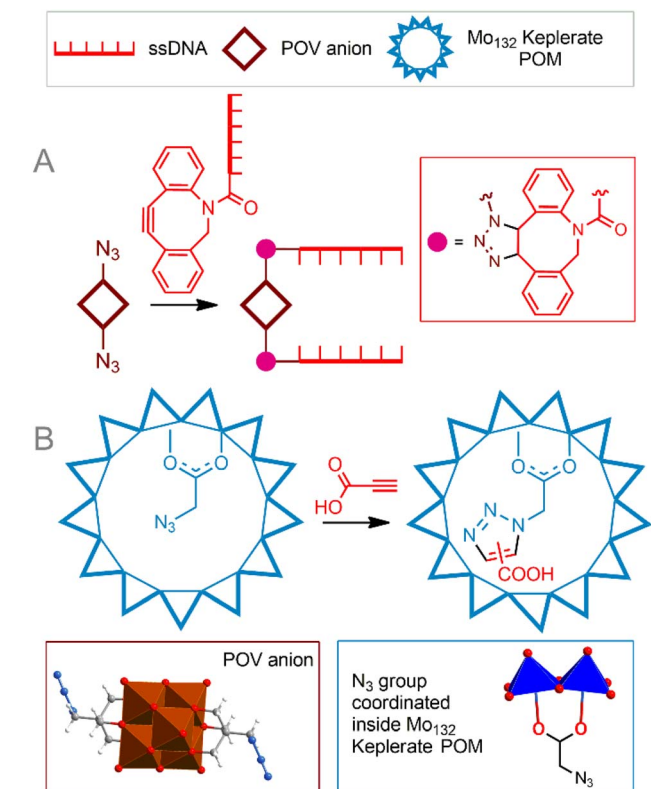 ssDNA
POV anion
Mo132 Keplerate
POM
A
N
O
N3
N3
=
N
N
N
N
O
B
O
O
N3
O
HO
O
O
N
N
N
COOH
POV anion
N3 group
coordinated
inside Mo132
Keplerate POM
O
O
N3